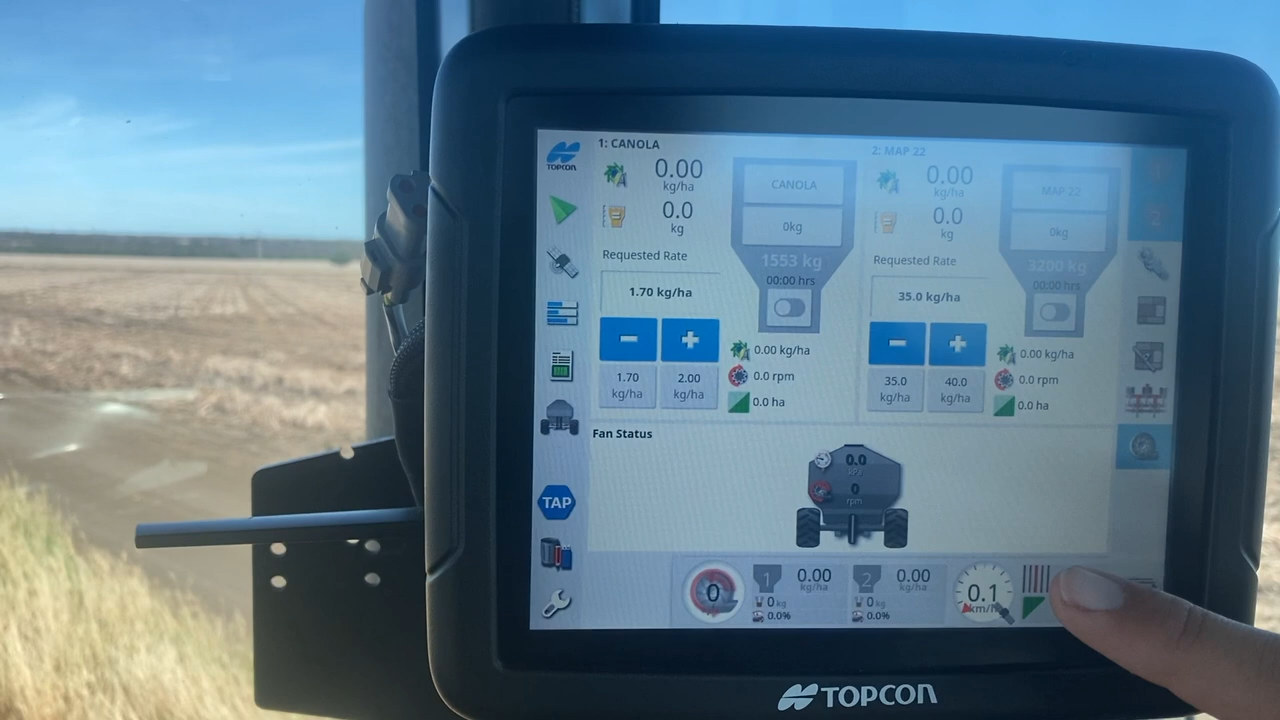 TOPCON
1: CANOLA
0.00
kg/ha
0.0
kg
Requested Rate
1.70 kg/ha
1.70
kg/ha
2.00
kg/ha
CANOLA
0kg
1553 kg
00:00 hrs
0.00 kg/ha
0.0 rpm
0.0 ha
2: MAP 22
0.00
kg/ha
0.0
kg
Requested Rate
35.0 kg/ha
35.0
kg/ha
40.0
kg/ha
MAP 22
0kg
3200 kg
00:00 hrs
0.00 kg/ha
0.0 rpm
0.0 ha
Fan Status
0.0
kPa
0
rpm
TAP
0
1
0.00
kg/ha
0 kg
0.0%
2
0.00
kg/ha
0 kg
0.0%
0.1
km/h
TOPCON